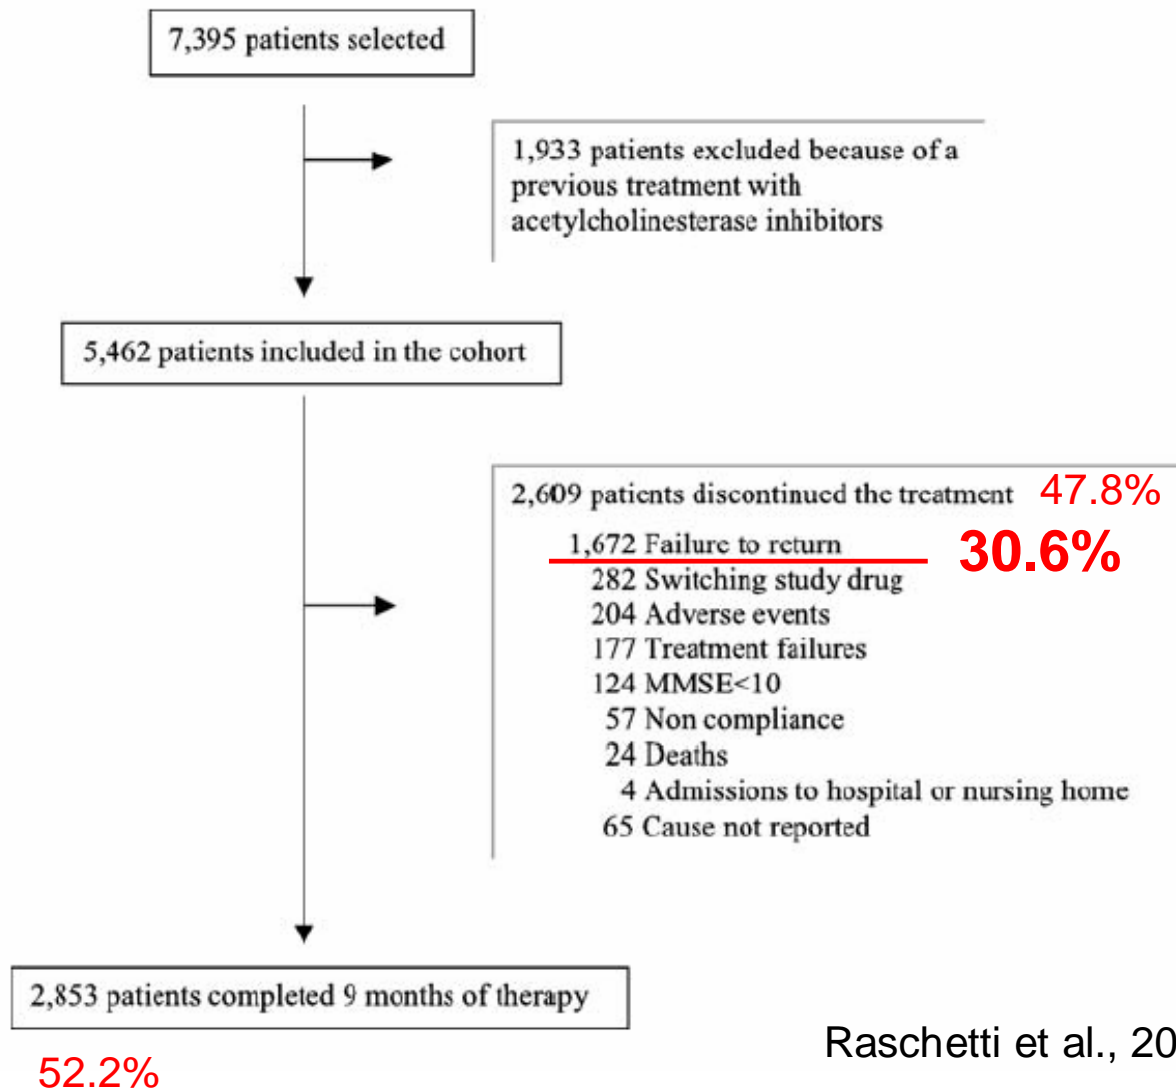 7,395 patients selected
1,933 patients excluded because of a
previous treatment with
acetylcholinesterase inhibitors
5,462 patients included in the cohort
2,609 patients discontinued the treatment 47.8%
1,672 Failure to return 30.6%
282 Switching study drug
204 Adverse events
177 Treatment failures
124 MMSE<10
57 Non compliance
24 Deaths
4 Admissions to hospital or nursing home
65 Cause not reported
2,853 patients completed 9 months of therapy
52.2%
Raschetti et al., 20